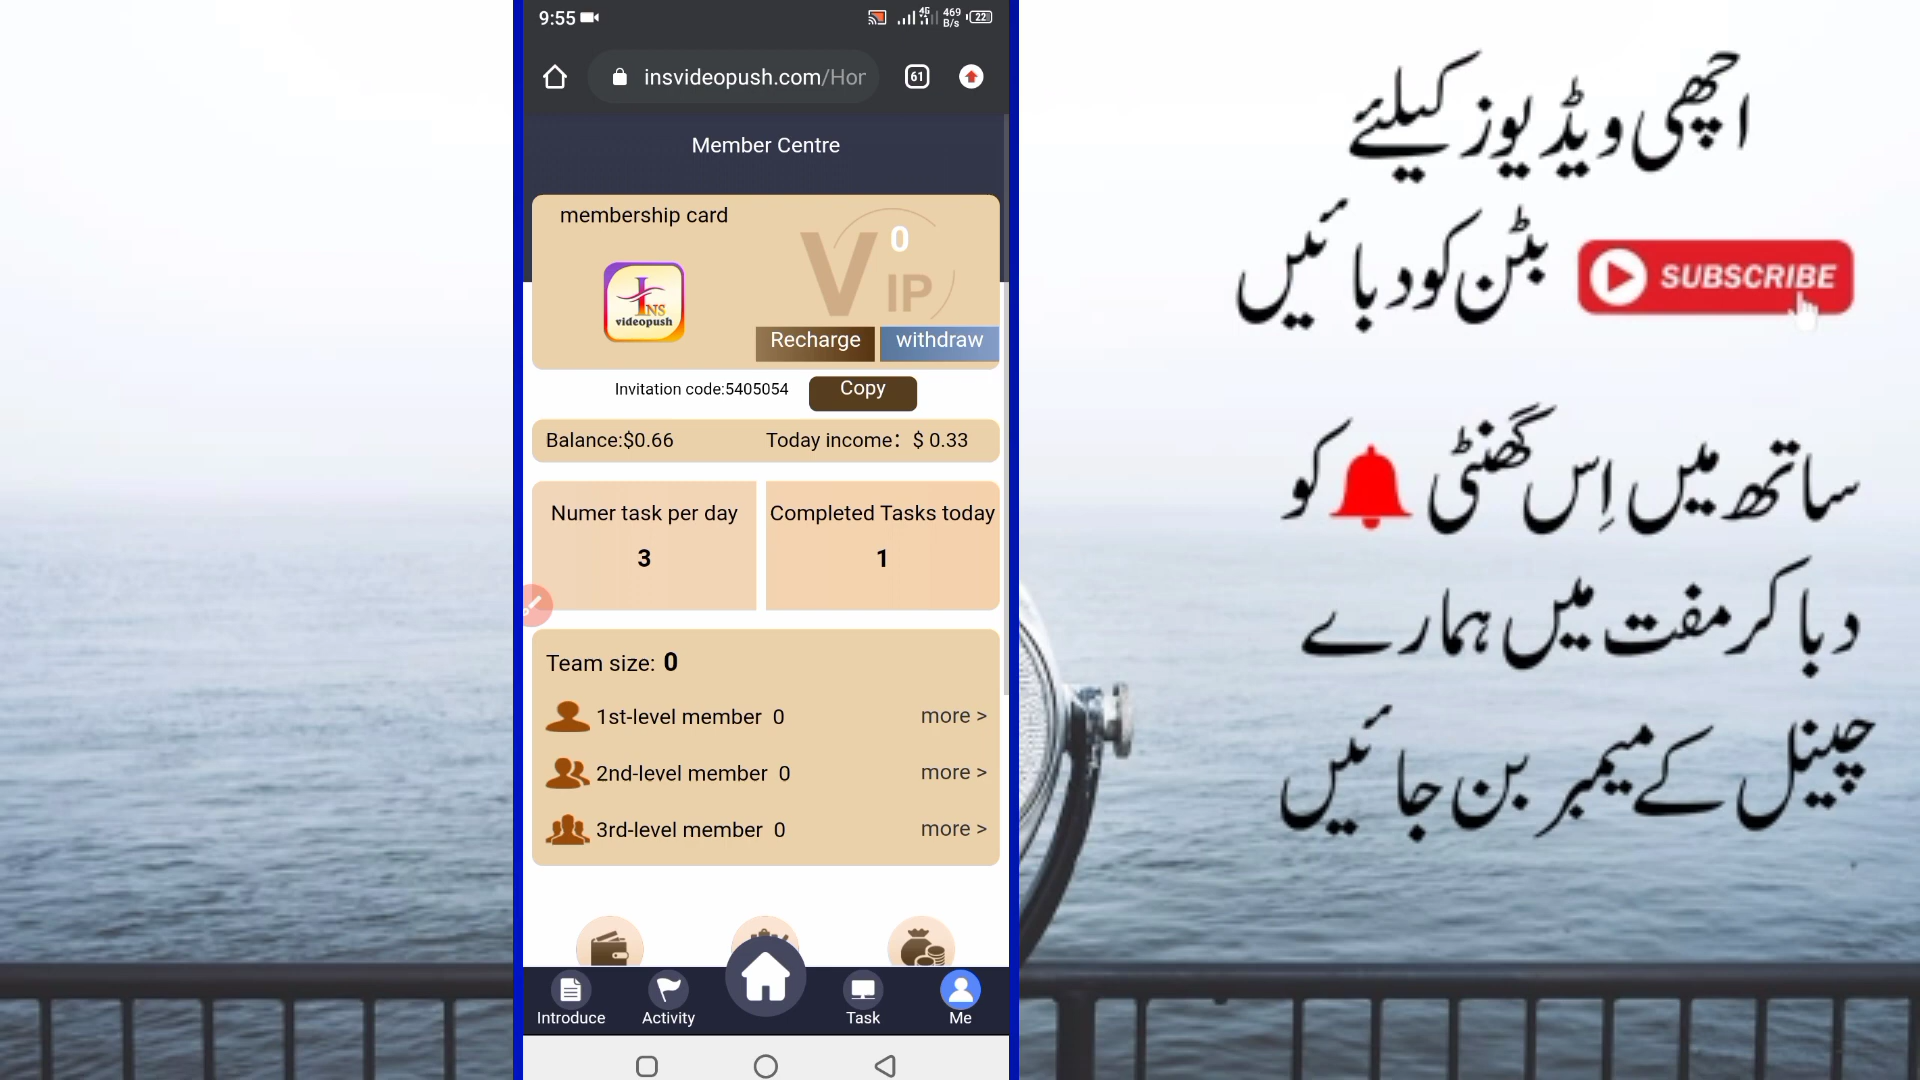 9:55
4G
469
B/s
22
insvideopush.com/Hor
61
Member Centre
membership card
V
IP
0
INS
videopush
Recharge
withdraw
Invitation code:5405054
Copy
Balance:$0.66
Today income: $ 0.33
Numer task per day
3
Completed Tasks today
1
Team size: 0
1st-level member 0
more >
2nd-level member 0
more >
3rd-level member 0
more >
Introduce
Activity
Task
Me
اچھی ویڈیوز کیلئے
SUBSCRIBE بٹن کو دبائیں
ساتھ میں اِس گھنٹی کو
دبا کر مفت میں ہمارے
چینل کے میمبر بن جائیں